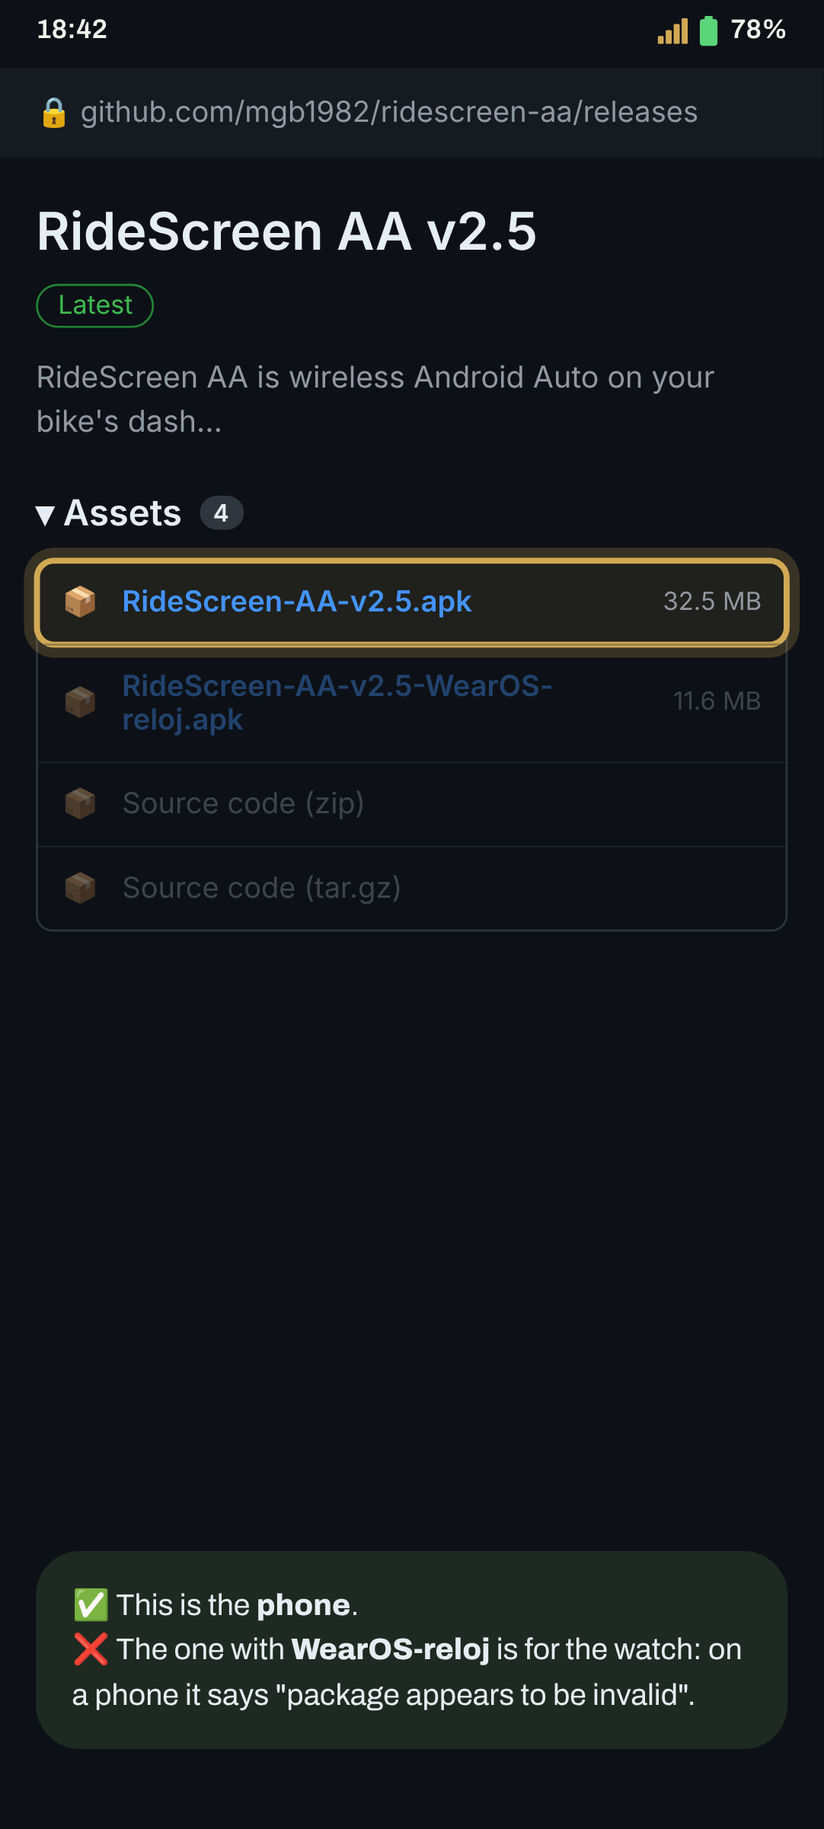 18:42
78%
github.com/mgb1982/ridescreen-aa/releases
RideScreen AA v2.5
Latest
RideScreen AA is wireless Android Auto on your
bike's dash...
▾ Assets 4
RideScreen-AA-v2.5.apk 32.5 MB
RideScreen-AA-v2.5-WearOS-
reloj.apk 11.6 MB
Source code (zip)
Source code (tar.gz)
✅ This is the phone.
❌ The one with WearOS-reloj is for the watch: on
a phone it says "package appears to be invalid".